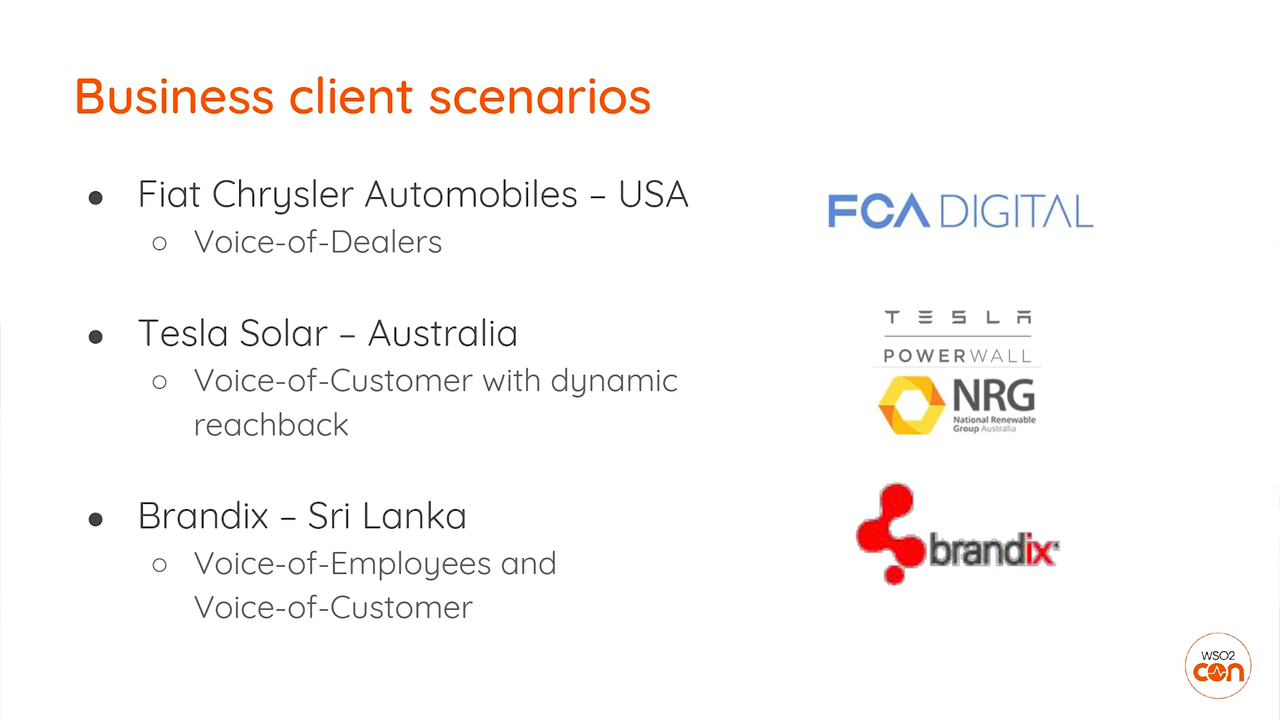 Business client scenarios
● Fiat Chrysler Automobiles – USA
○ Voice-of-Dealers
FCA DIGITAL
● Tesla Solar – Australia
○ Voice-of-Customer with dynamic
reachback
TESLA
POWERWALL
NRG
National Renewable
Group Australia
● Brandix – Sri Lanka
○ Voice-of-Employees and
Voice-of-Customer
brandix
WSO2
con